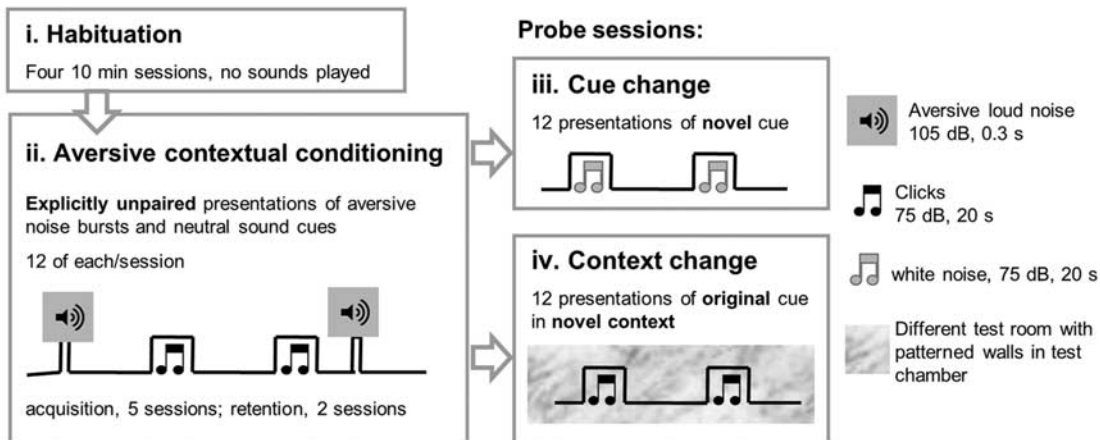 i. Habituation
Four 10 min sessions, no sounds played
ii. Aversive contextual conditioning
Explicitly unpaired presentations of aversive
noise bursts and neutral sound cues
12 of each/session
acquisition, 5 sessions; retention, 2 sessions
Probe sessions:
iii. Cue change
12 presentations of novel cue
iv. Context change
12 presentations of original cue
in novel context
Aversive loud noise
105 dB, 0.3 s
Clicks
75 dB, 20 s
white noise, 75 dB, 20 s
Different test room with
patterned walls in test
chamber